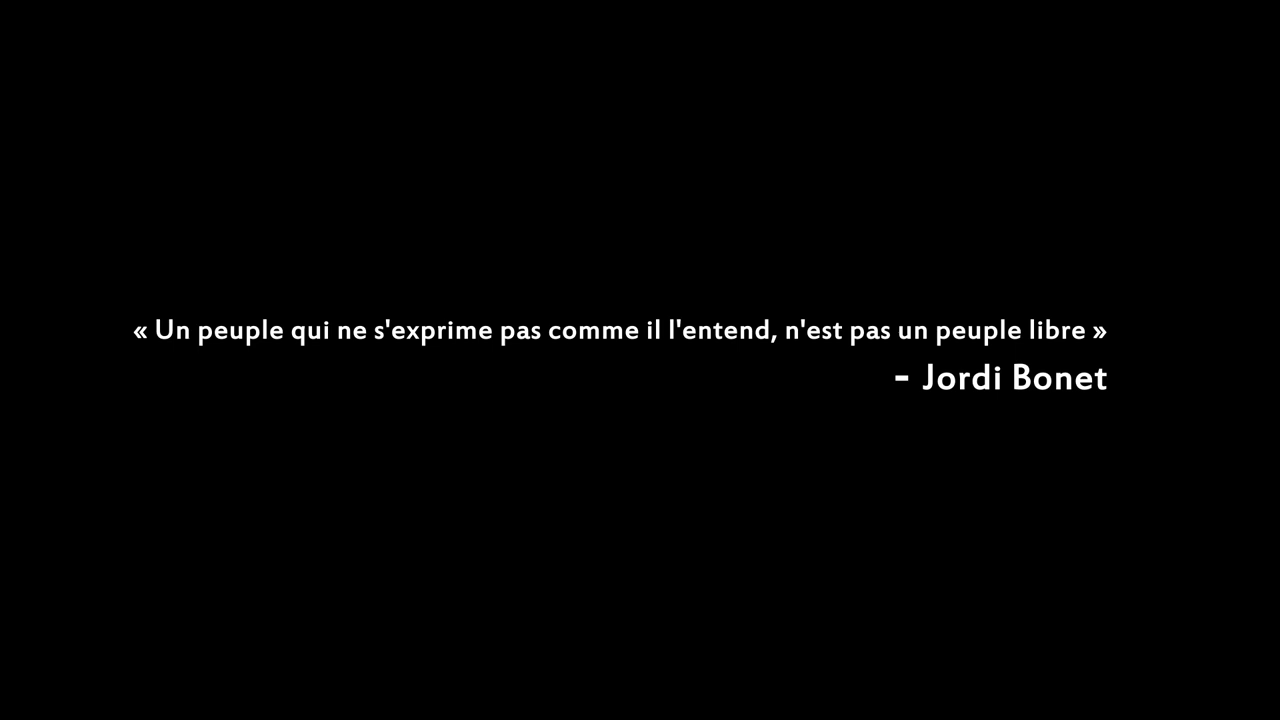 « Un peuple qui ne s'exprime pas comme il l'entend, n'est pas un peuple libre »
- Jordi Bonet